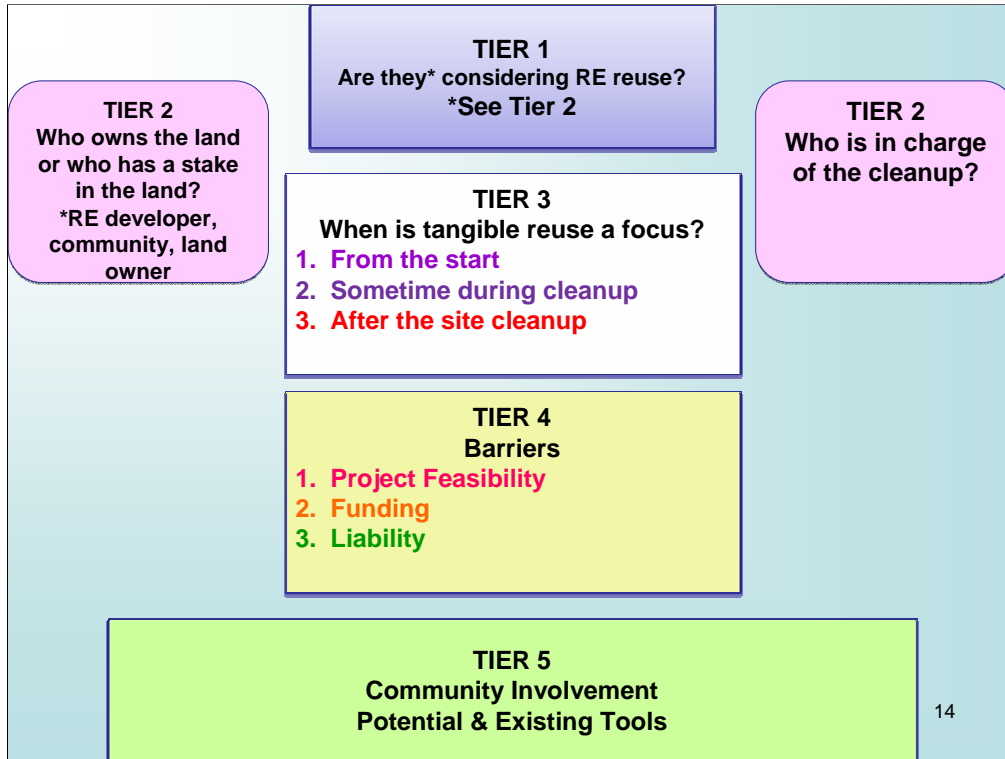 TIER 1
Are they* considering RE reuse?
*See Tier 2
TIER 2
Who owns the land
or who has a stake
in the land?
*RE developer,
community, land
owner
TIER 2
Who is in charge
of the cleanup?
TIER 3
When is tangible reuse a focus?
1. From the start
2. Sometime during cleanup
3. After the site cleanup
TIER 4
Barriers
1. Project Feasibility
2. Funding
3. Liability
TIER 5
Community Involvement
Potential & Existing Tools
14